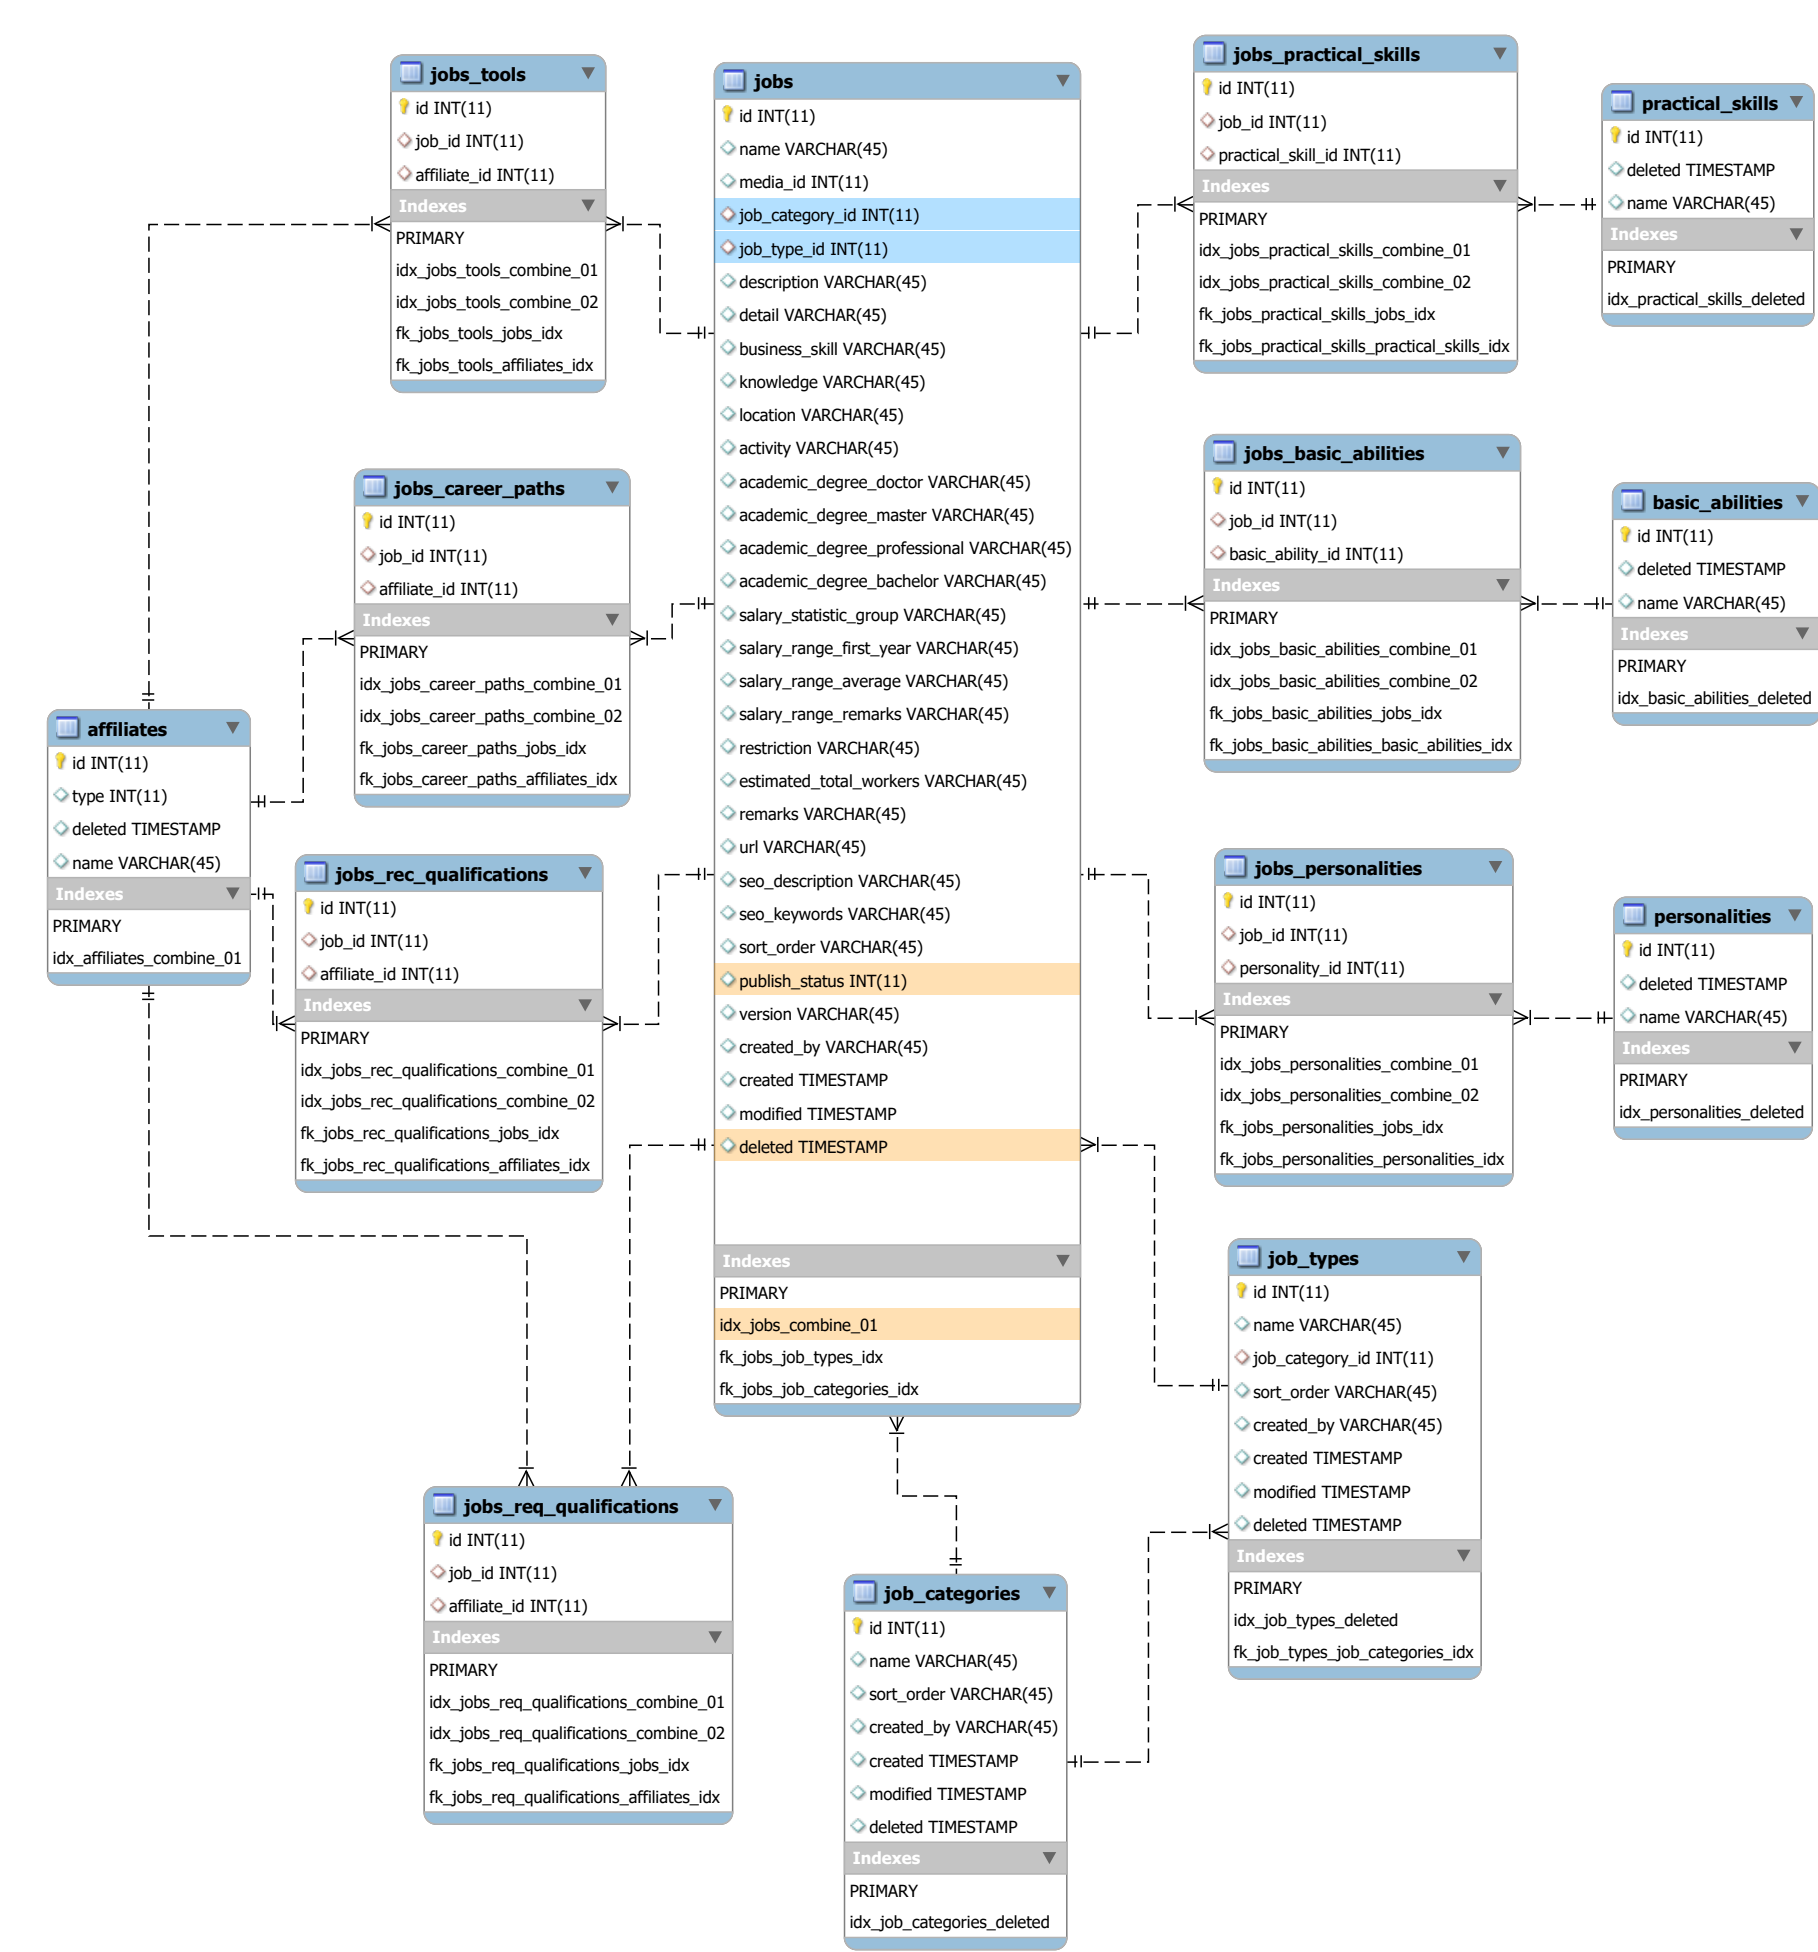 jobs_tools
id INT(11)
job_id INT(11)
affiliate_id INT(11)
Indexes
PRIMARY
idx_jobs_tools_combine_01
idx_jobs_tools_combine_02
fk_jobs_tools_jobs_idx
fk_jobs_tools_affiliates_idx
jobs_career_paths
id INT(11)
job_id INT(11)
affiliate_id INT(11)
Indexes
PRIMARY
idx_jobs_career_paths_combine_01
idx_jobs_career_paths_combine_02
fk_jobs_career_paths_jobs_idx
fk_jobs_career_paths_affiliates_idx
affiliates
id INT(11)
type INT(11)
deleted TIMESTAMP
name VARCHAR(45)
Indexes
PRIMARY
idx_affiliates_combine_01
jobs_rec_qualifications
id INT(11)
job_id INT(11)
affiliate_id INT(11)
Indexes
PRIMARY
idx_jobs_rec_qualifications_combine_01
idx_jobs_rec_qualifications_combine_02
fk_jobs_rec_qualifications_jobs_idx
fk_jobs_rec_qualifications_affiliates_idx
jobs_req_qualifications
id INT(11)
job_id INT(11)
affiliate_id INT(11)
Indexes
PRIMARY
idx_jobs_req_qualifications_combine_01
idx_jobs_req_qualifications_combine_02
fk_jobs_req_qualifications_jobs_idx
fk_jobs_req_qualifications_affiliates_idx
jobs
id INT(11)
name VARCHAR(45)
media_id INT(11)
job_category_id INT(11)
job_type_id INT(11)
description VARCHAR(45)
detail VARCHAR(45)
business_skill VARCHAR(45)
knowledge VARCHAR(45)
location VARCHAR(45)
activity VARCHAR(45)
academic_degree_doctor VARCHAR(45)
academic_degree_master VARCHAR(45)
academic_degree_professional VARCHAR(45)
academic_degree_bachelor VARCHAR(45)
salary_statistic_group VARCHAR(45)
salary_range_first_year VARCHAR(45)
salary_range_average VARCHAR(45)
salary_range_remarks VARCHAR(45)
restriction VARCHAR(45)
estimated_total_workers VARCHAR(45)
remarks VARCHAR(45)
url VARCHAR(45)
seo_description VARCHAR(45)
seo_keywords VARCHAR(45)
sort_order VARCHAR(45)
publish_status INT(11)
version VARCHAR(45)
created_by VARCHAR(45)
created TIMESTAMP
modified TIMESTAMP
deleted TIMESTAMP
Indexes
PRIMARY
idx_jobs_combine_01
fk_jobs_job_types_idx
fk_jobs_job_categories_idx
job_categories
id INT(11)
name VARCHAR(45)
sort_order VARCHAR(45)
created_by VARCHAR(45)
created TIMESTAMP
modified TIMESTAMP
deleted TIMESTAMP
Indexes
PRIMARY
idx_job_categories_deleted
jobs_practical_skills
id INT(11)
job_id INT(11)
practical_skill_id INT(11)
Indexes
PRIMARY
idx_jobs_practical_skills_combine_01
idx_jobs_practical_skills_combine_02
fk_jobs_practical_skills_jobs_idx
fk_jobs_practical_skills_practical_skills_idx
practical_skills
id INT(11)
deleted TIMESTAMP
name VARCHAR(45)
Indexes
PRIMARY
idx_practical_skills_deleted
jobs_basic_abilities
id INT(11)
job_id INT(11)
basic_ability_id INT(11)
Indexes
PRIMARY
idx_jobs_basic_abilities_combine_01
idx_jobs_basic_abilities_combine_02
fk_jobs_basic_abilities_jobs_idx
fk_jobs_basic_abilities_basic_abilities_idx
basic_abilities
id INT(11)
deleted TIMESTAMP
name VARCHAR(45)
Indexes
PRIMARY
idx_basic_abilities_deleted
jobs_personalities
id INT(11)
job_id INT(11)
personality_id INT(11)
Indexes
PRIMARY
idx_jobs_personalities_combine_01
idx_jobs_personalities_combine_02
fk_jobs_personalities_jobs_idx
fk_jobs_personalities_personalities_idx
personalities
id INT(11)
deleted TIMESTAMP
name VARCHAR(45)
Indexes
PRIMARY
idx_personalities_deleted
job_types
id INT(11)
name VARCHAR(45)
job_category_id INT(11)
sort_order VARCHAR(45)
created_by VARCHAR(45)
created TIMESTAMP
modified TIMESTAMP
deleted TIMESTAMP
Indexes
PRIMARY
idx_job_types_deleted
fk_job_types_job_categories_idx